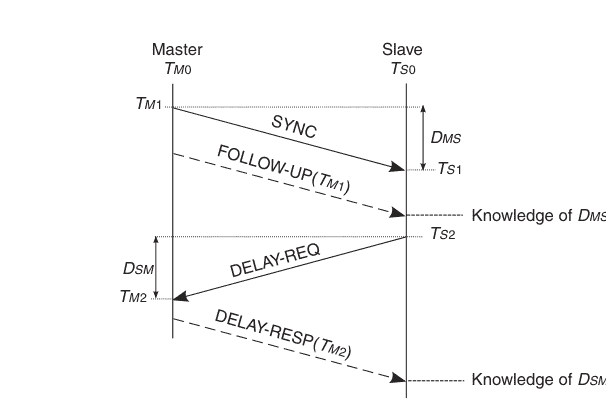 Master
Slave
TM0
TS0
TM1
SYNC
DMS
FOLLOW-UP(TM1)
TS1
Knowledge of DMS
TS2
DELAY-REQ
DSM
TM2
DELAY-RESP(TM2)
Knowledge of DSM